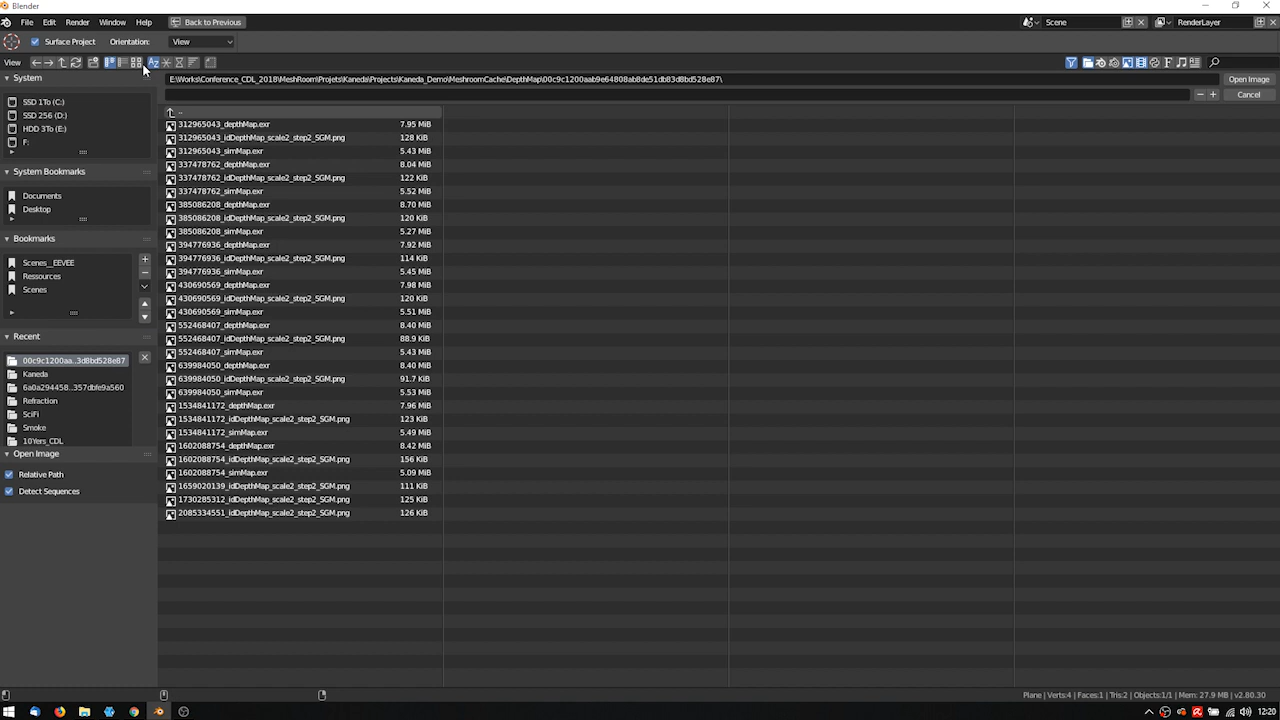 Blender
File Edit Render Window Help Back to Previous Scene RenderLayer
Surface Project Orientation: View
View
System
E:\Works\Conference_CDL_2018\MeshRoom\Projets\Kaneda\Projects\Kaneda_Demo\MeshroomCache\DepthMap\00c9c1200aab9e64808ab8de51db83d8bd528e87\ Open Image
Cancel
SSD 1To (C:)
SSD 256 (D:)
HDD 3To (E:)
F:
System Bookmarks
Documents
Desktop
Bookmarks
Scenes__EEVEE
Ressources
Scenes
Recent
00c9c1200aa..3d8bd528e87
Kaneda
6a0a294458..357dbfe9a560
Refraction
SciFi
Smoke
10Yers_CDL
Open Image
Relative Path
Detect Sequences
..
312965043_depthMap.exr 7.95 MiB
312965043_idDepthMap_scale2_step2_SGM.png 128 KiB
312965043_simMap.exr 5.43 MiB
337478762_depthMap.exr 8.04 MiB
337478762_idDepthMap_scale2_step2_SGM.png 122 KiB
337478762_simMap.exr 5.52 MiB
385086208_depthMap.exr 8.70 MiB
385086208_idDepthMap_scale2_step2_SGM.png 120 KiB
385086208_simMap.exr 5.27 MiB
394776936_depthMap.exr 7.92 MiB
394776936_idDepthMap_scale2_step2_SGM.png 114 KiB
394776936_simMap.exr 5.45 MiB
430690569_depthMap.exr 7.98 MiB
430690569_idDepthMap_scale2_step2_SGM.png 120 KiB
430690569_simMap.exr 5.51 MiB
552468407_depthMap.exr 8.40 MiB
552468407_idDepthMap_scale2_step2_SGM.png 88.9 KiB
552468407_simMap.exr 5.43 MiB
639984050_depthMap.exr 8.40 MiB
639984050_idDepthMap_scale2_step2_SGM.png 91.7 KiB
639984050_simMap.exr 5.53 MiB
1534841172_depthMap.exr 7.96 MiB
1534841172_idDepthMap_scale2_step2_SGM.png 123 KiB
1534841172_simMap.exr 5.49 MiB
1602088754_depthMap.exr 8.42 MiB
1602088754_idDepthMap_scale2_step2_SGM.png 156 KiB
1602088754_simMap.exr 5.09 MiB
1659020139_idDepthMap_scale2_step2_SGM.png 111 KiB
1730285312_idDepthMap_scale2_step2_SGM.png 125 KiB
2085334551_idDepthMap_scale2_step2_SGM.png 126 KiB
Plane | Verts:4 | Faces:1 | Tris:2 | Objects:1/1 | Mem: 27.9 MB | v2.80.30
12:20